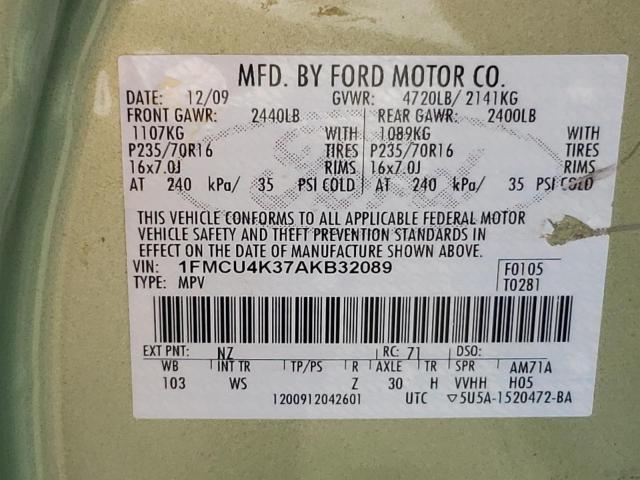 MFD. BY FORD MOTOR CO.
DATE: 12/09 GVWR: 4720LB/ 2141KG
FRONT GAWR: 2440LB REAR GAWR: 2400LB
1107KG WITH 1089KG WITH
P235/70R16 TIRES P235/70R16 TIRES
16x7.0J RIMS 16x7.0J RIMS
AT 240 kPa/ 35 PSI COLD AT 240 kPa/ 35 PSI COLD
THIS VEHICLE CONFORMS TO ALL APPLICABLE FEDERAL MOTOR
VEHICLE SAFETY AND THEFT PREVENTION STANDARDS IN
EFFECT ON THE DATE OF MANUFACTURE SHOWN ABOVE.
VIN: 1FMCU4K37AKB32089 F0105
TYPE: MPV T0281
EXT PNT: NZ RC: 71 DSO:
WB INT TR TP/PS R AXLE TR SPR AM71A
103 WS Z 30 H VVHH H05
1200912042601 UTC ▽5U5A-1520472-BA